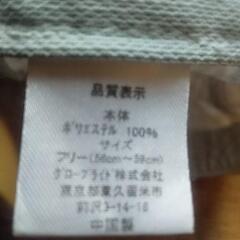 品質表示
本体
ポリエステル 100%
サイズ
フリー(56cm~59cm)
グローブライト株式会社
東京都東久留米市
前沢3-14-16
中国製